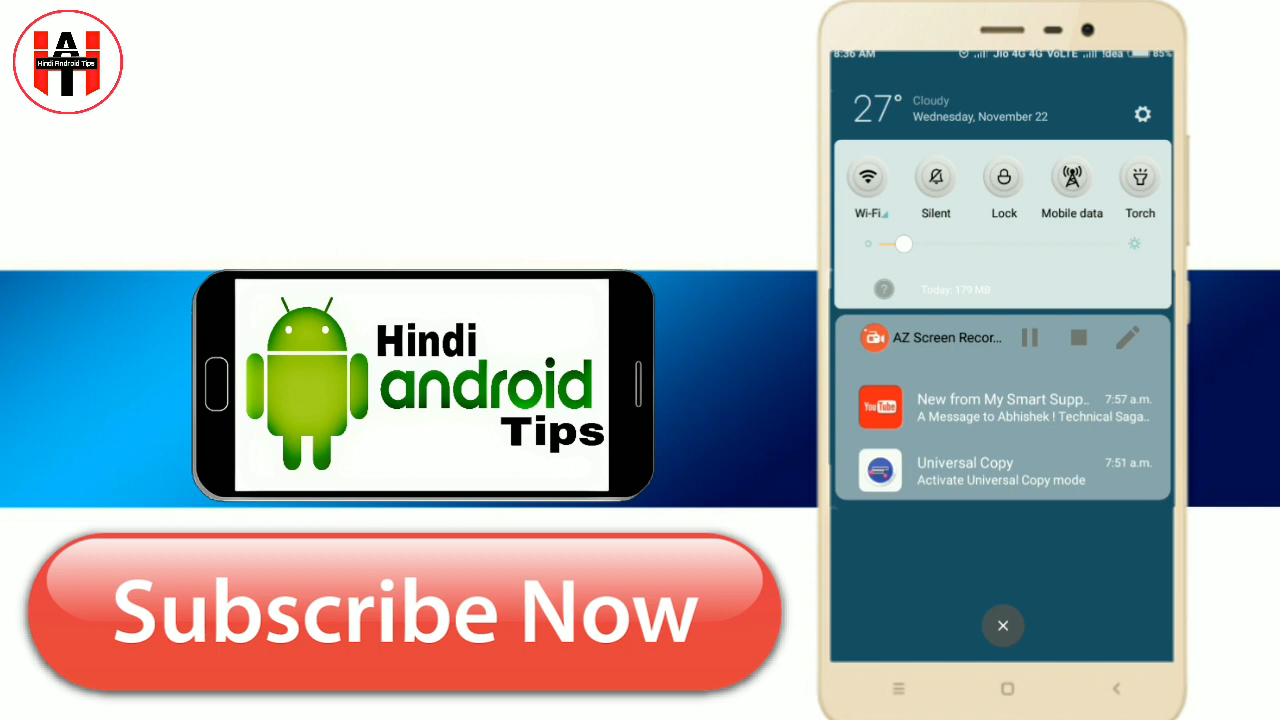 HAT
Hindi Android Tips
Hindi
android
Tips
Subscribe Now
8:36 AM
Jio 4G 4G VoLTE
Idea
85%
27°
Cloudy
Wednesday, November 22
Wi-Fi
Silent
Lock
Mobile data
Torch
?
Today: 179 MB
AZ Screen Recor...
YouTube
New from My Smart Supp..
7:57 a.m.
A Message to Abhishek ! Technical Saga..
Universal Copy
7:51 a.m.
Activate Universal Copy mode